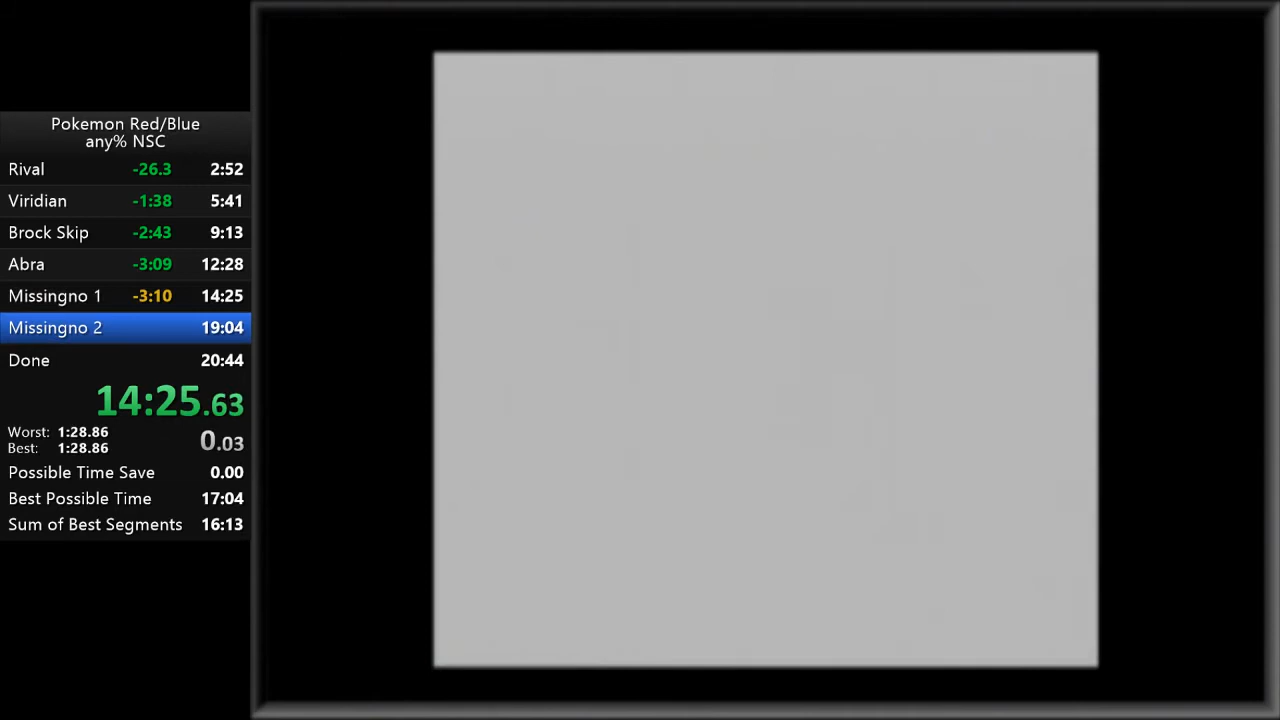 Pokemon Red/Blue
any% NSC
Rival -26.3 2:52
Viridian -1:38 5:41
Brock Skip -2:43 9:13
Abra -3:09 12:28
Missingno 1 -3:10 14:25
Missingno 2 19:04
Done 20:44
14:25.63
Worst: 1:28.86
Best: 1:28.86 0.03
Possible Time Save 0.00
Best Possible Time 17:04
Sum of Best Segments 16:13